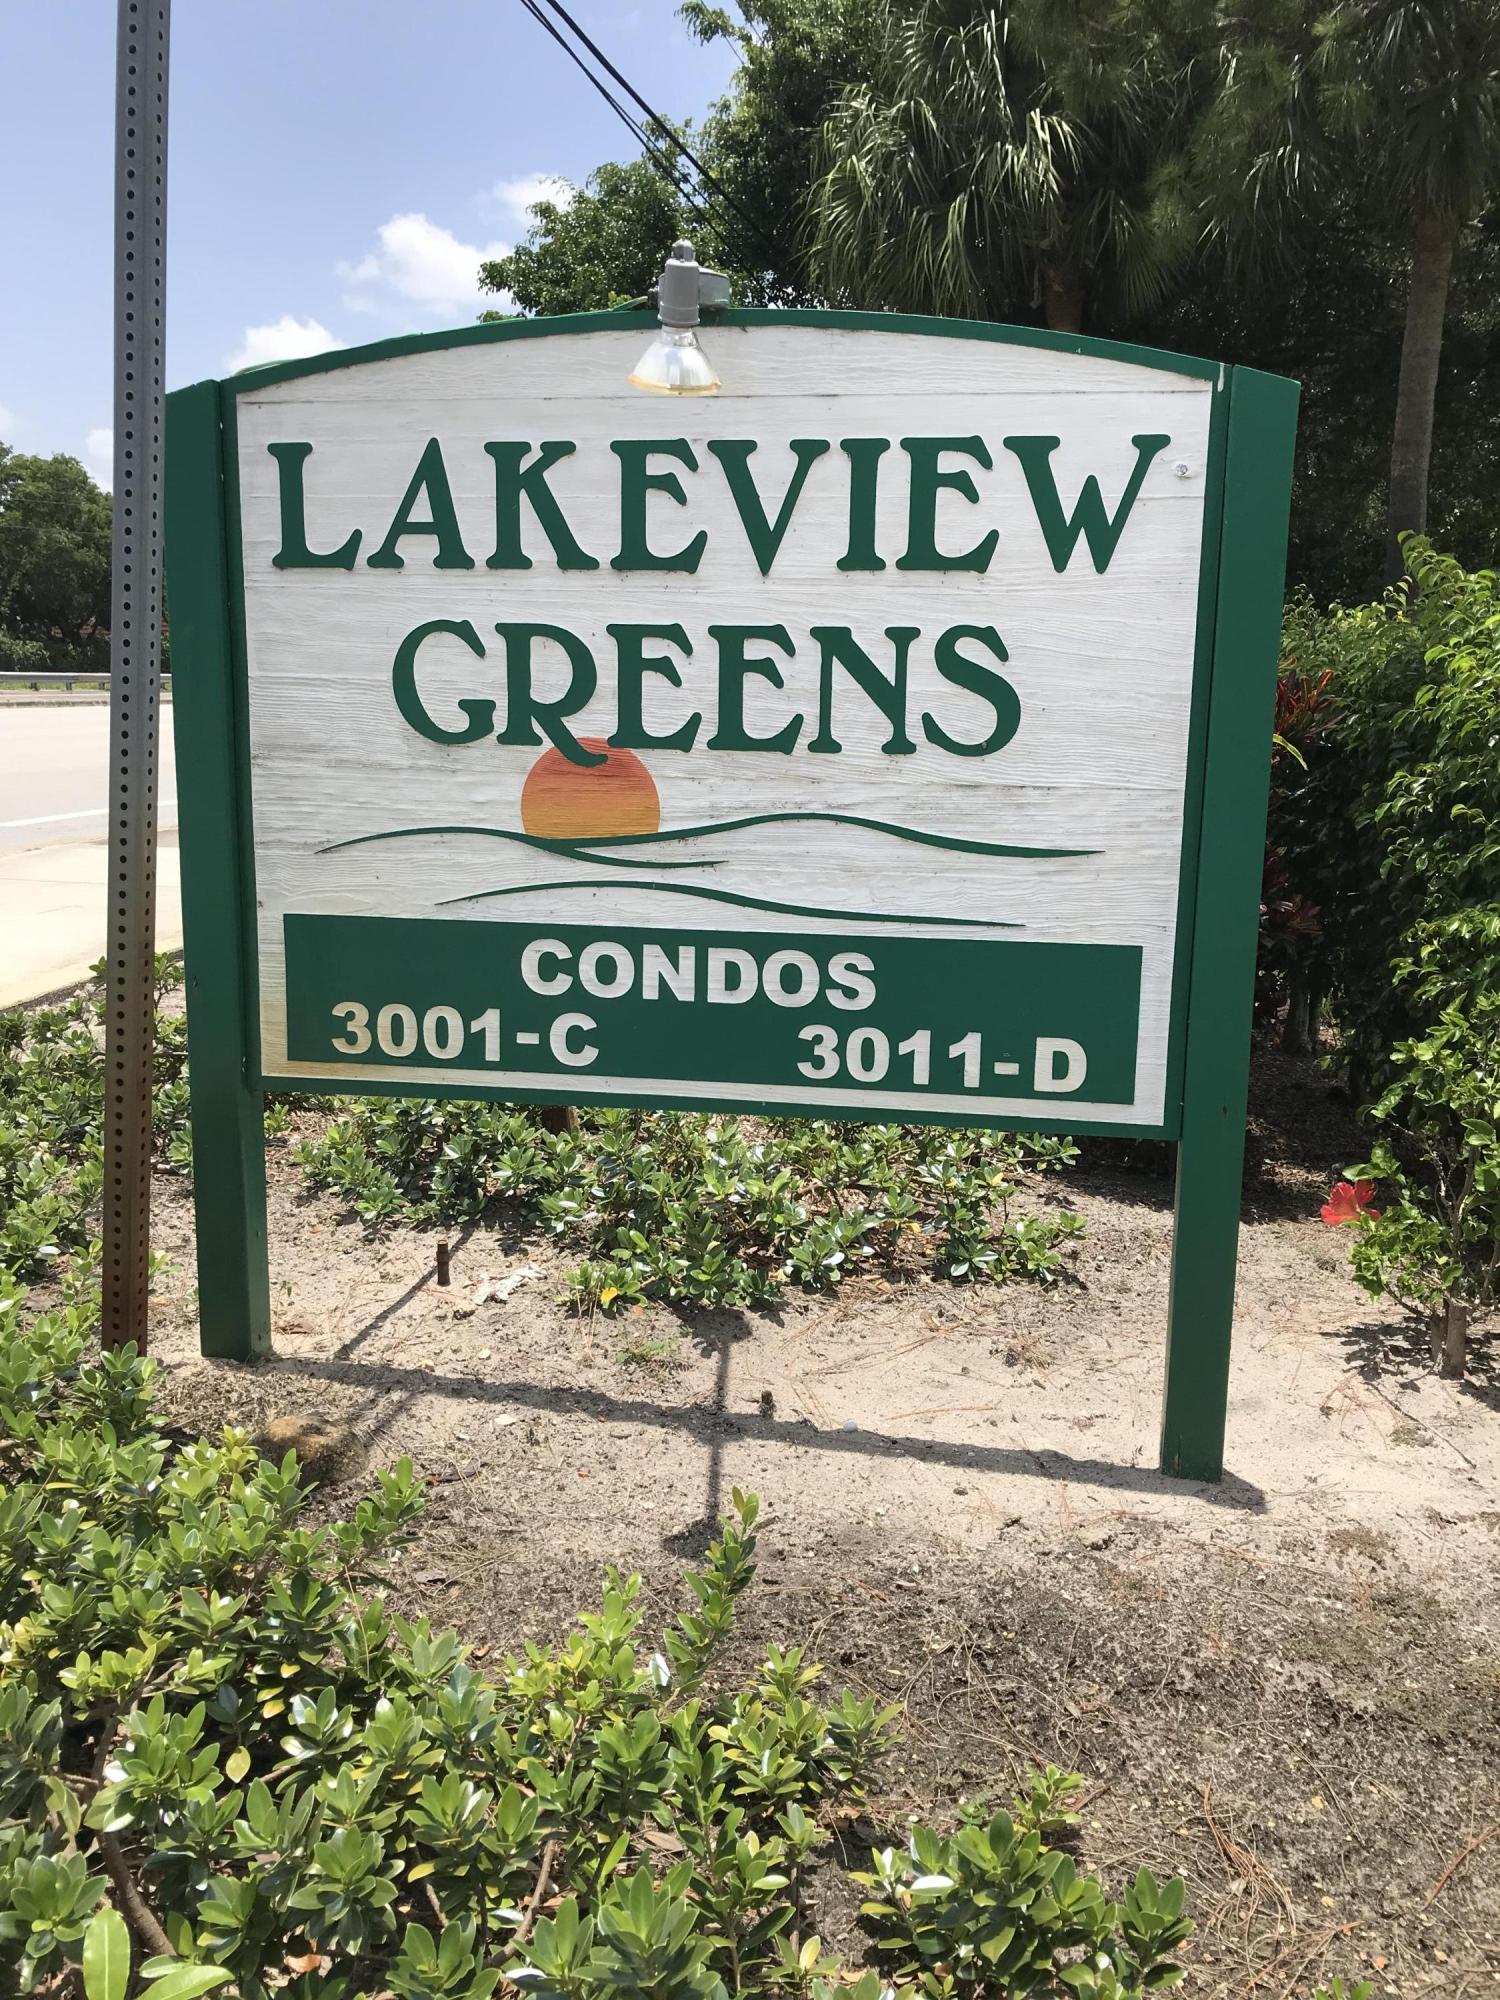 LAKEVIEW
GREENS
CONDOS
3001-C 3011-D